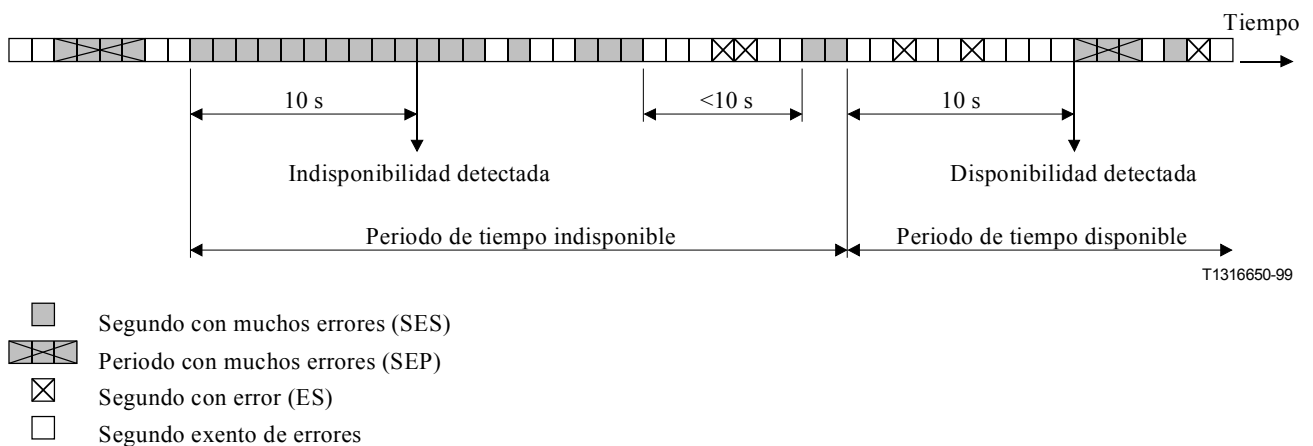 Tiempo
10 s
<10 s
10 s
Indisponibilidad detectada
Disponibilidad detectada
Periodo de tiempo indisponible
Periodo de tiempo disponible
T1316650-99
Segundo con muchos errores (SES)
Periodo con muchos errores (SEP)
Segundo con error (ES)
Segundo exento de errores